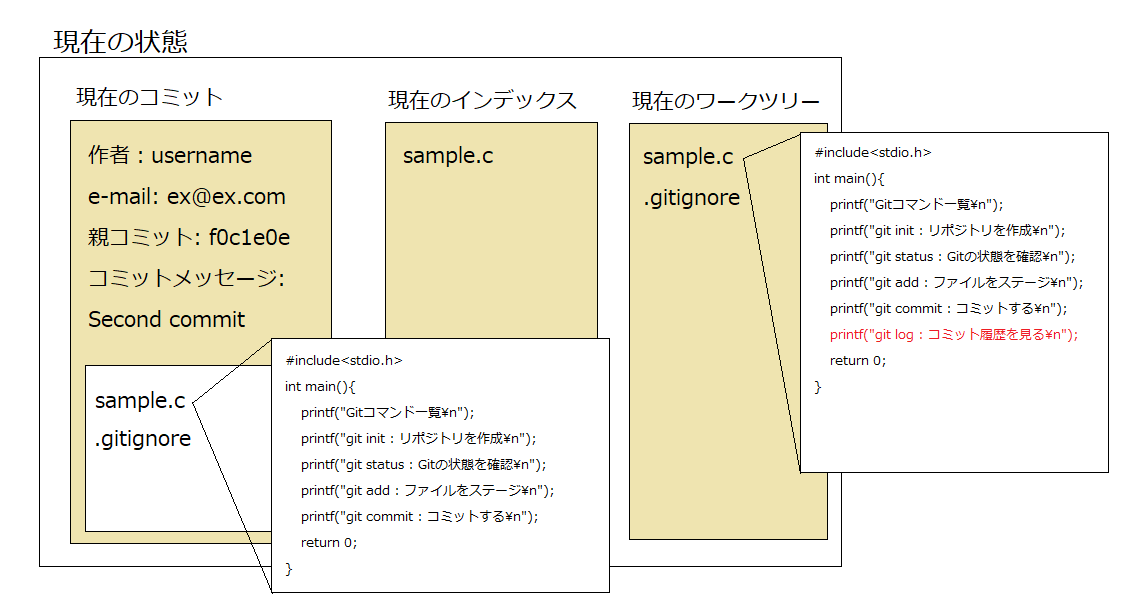 現在の状態
現在のコミット
作者：username
e-mail: ex@ex.com
親コミット: f0c1e0e
コミットメッセージ:
Second commit
sample.c
.gitignore
#include<stdio.h>
int main(){
printf("Gitコマンド一覧¥n");
printf("git init：リポジトリを作成¥n");
printf("git status：Gitの状態を確認¥n");
printf("git add：ファイルをステージ¥n");
printf("git commit：コミットする¥n");
return 0;
}
現在のインデックス
sample.c
現在のワークツリー
sample.c
.gitignore
#include<stdio.h>
int main(){
printf("Gitコマンド一覧¥n");
printf("git init：リポジトリを作成¥n");
printf("git status：Gitの状態を確認¥n");
printf("git add：ファイルをステージ¥n");
printf("git commit：コミットする¥n");
printf("git log：コミット履歴を見る¥n");
return 0;
}